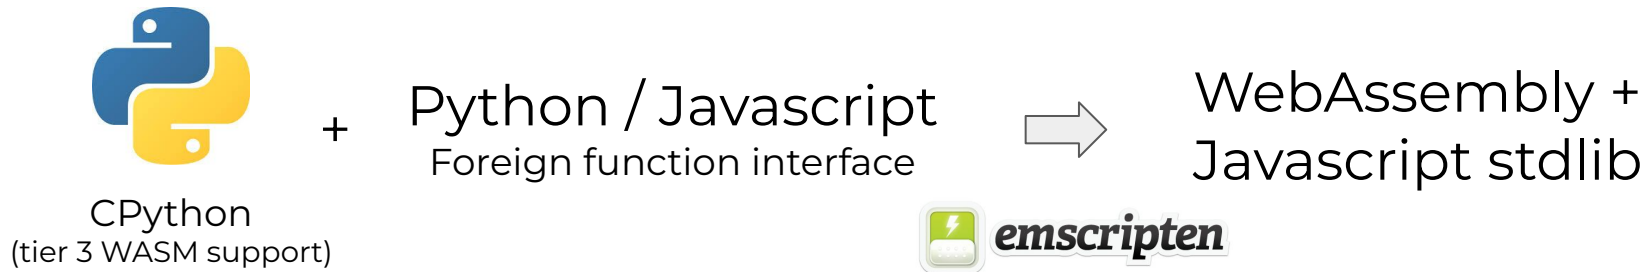 CPython
(tier 3 WASM support)
+
Python / Javascript
Foreign function interface
emscripten
WebAssembly +
Javascript stdlib